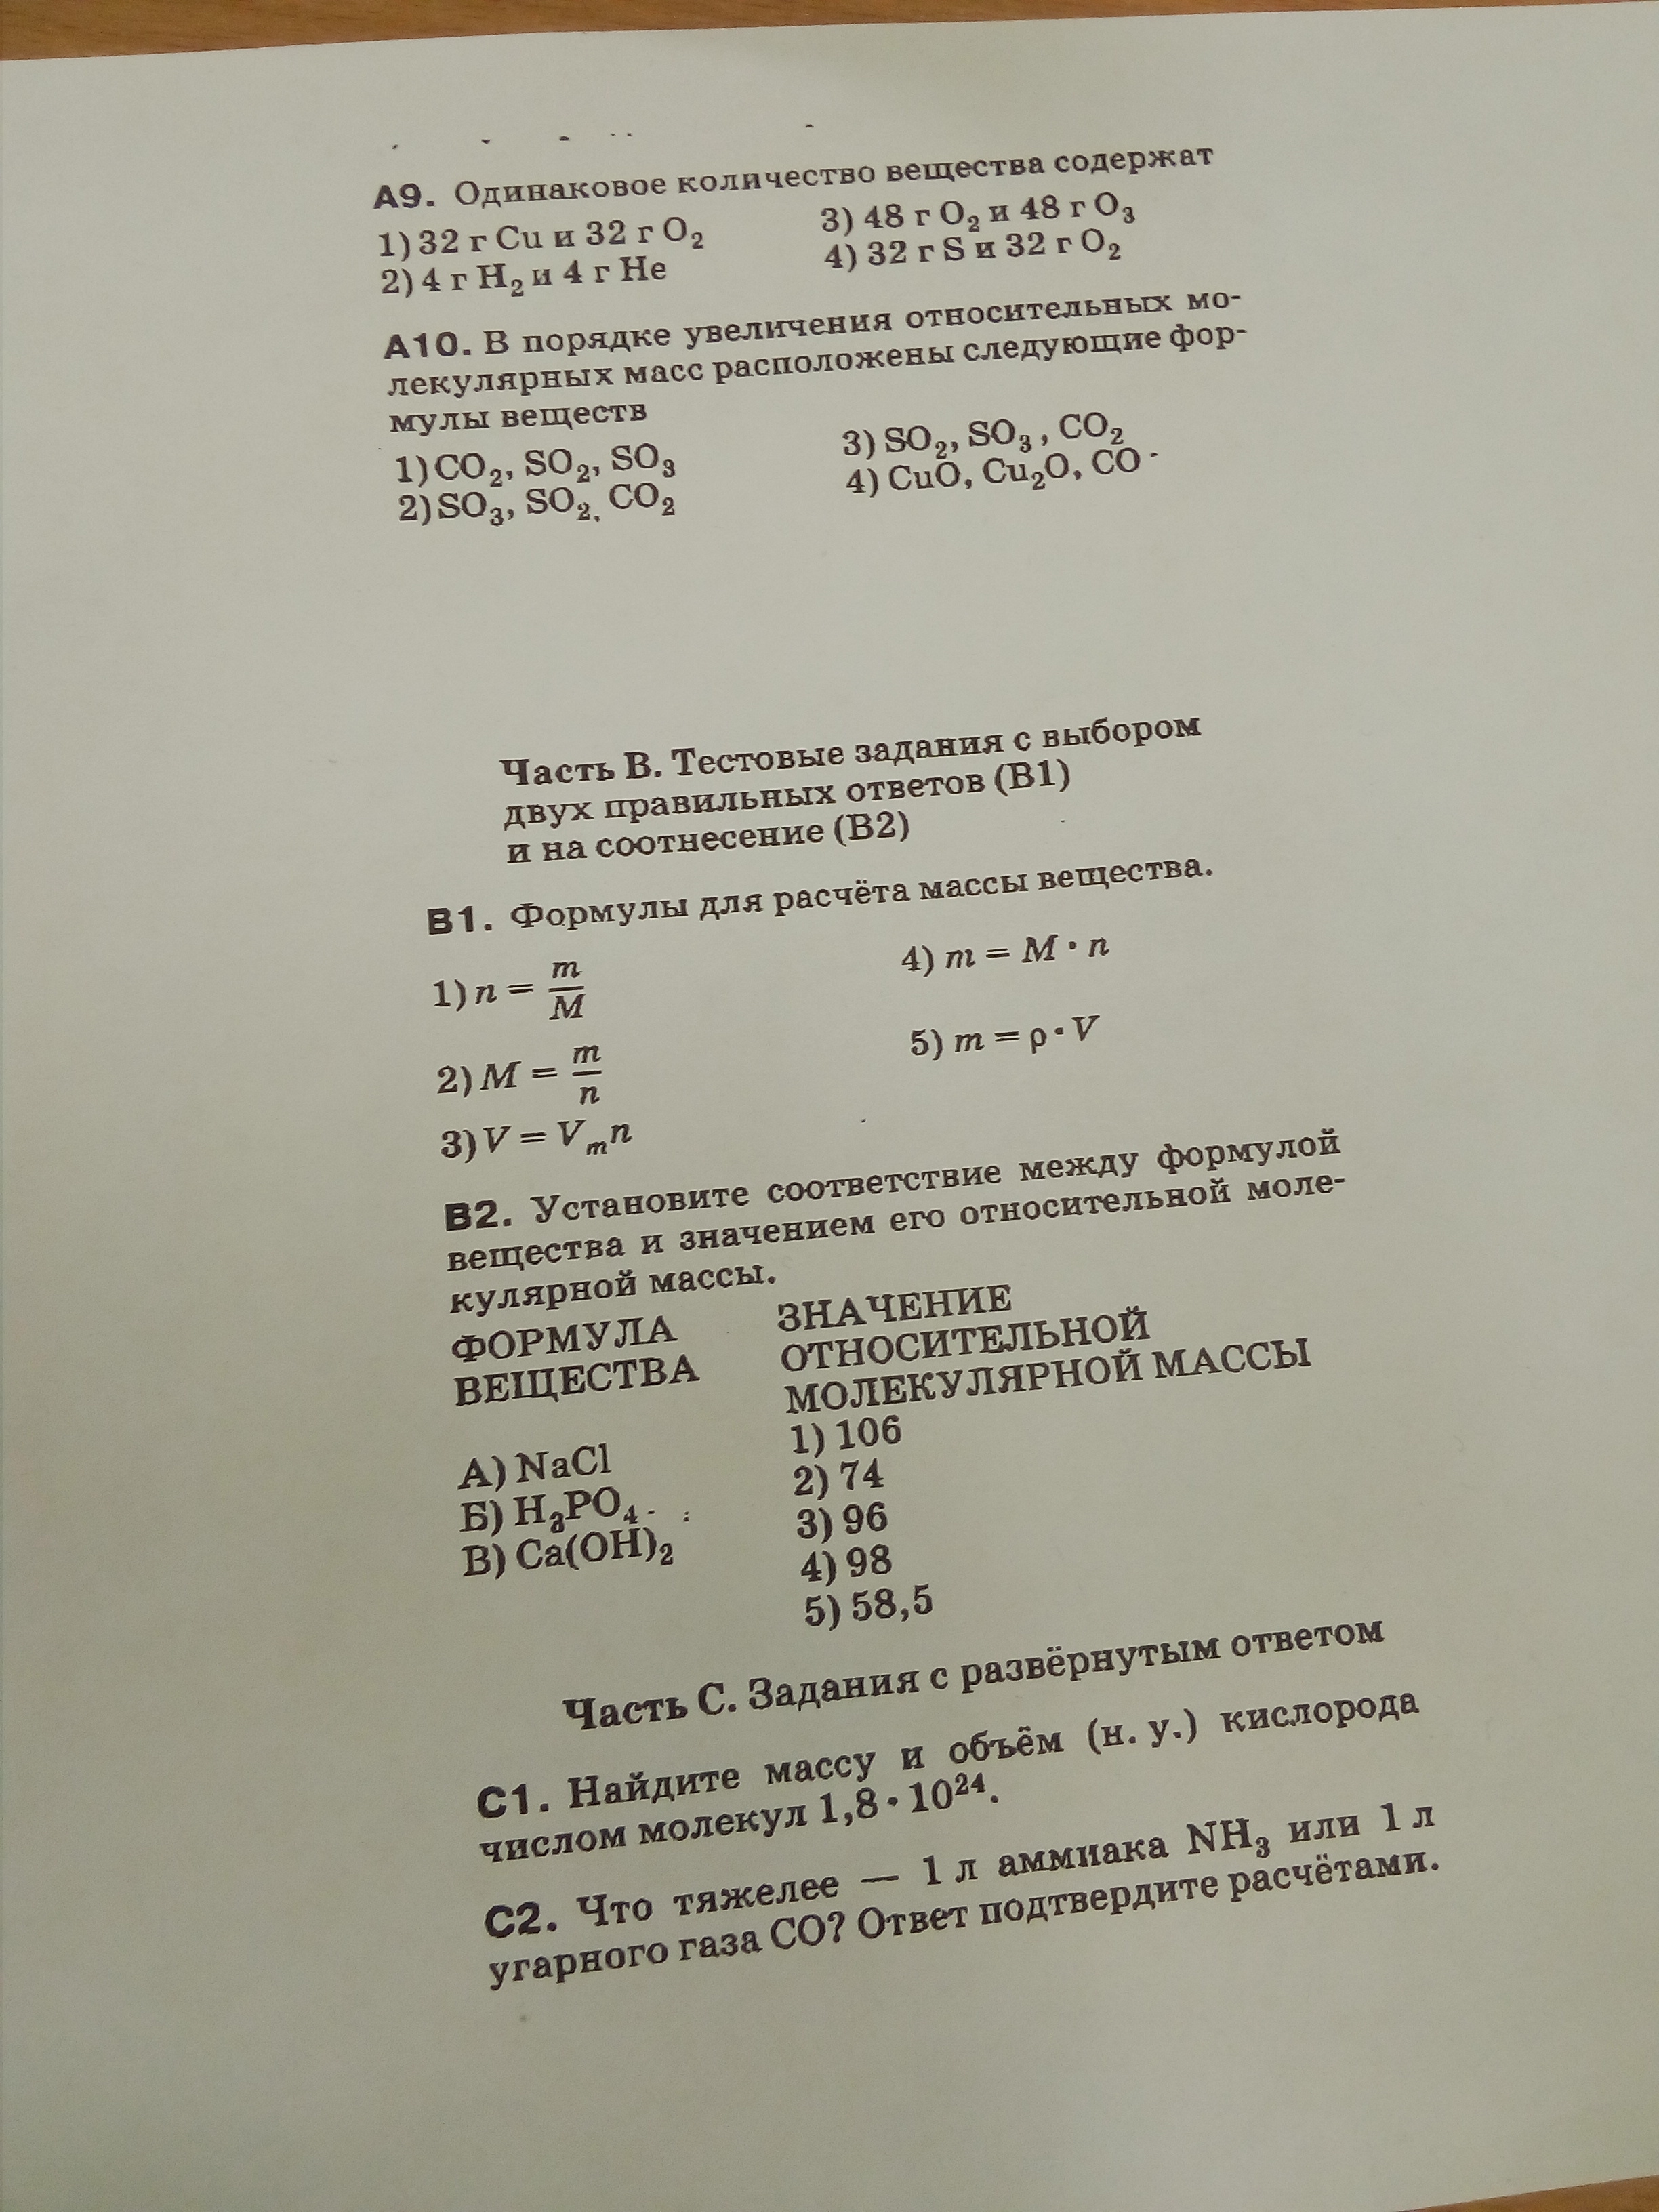 А9. Одинаковое количество вещества содержат
1) 32 г Cu и 32 г O₂
2) 4 г H₂ и 4 г He
3) 48 г O₂ и 48 г O₃
4) 32 г S и 32 г O₂
А10. В порядке увеличения относительных мо-
лекулярных масс расположены следующие фор-
мулы веществ
1) CO₂, SO₂, SO₃
2) SO₃, SO₂, CO₂
3) SO₂, SO₃, CO₂
4) CuO, Cu₂O, CO
Часть В. Тестовые задания с выбором
двух правильных ответов (В1)
и на соотнесение (В2)
В1. Формулы для расчёта массы вещества.
1) n = m/M
2) M = m/n
3) V = Vₘn
4) m = M · n
5) m = ρ · V
В2. Установите соответствие между формулой
вещества и значением его относительной моле-
кулярной массы.
ФОРМУЛА
ВЕЩЕСТВА
А) NaCl
Б) H₃PO₄
В) Ca(OH)₂
ЗНАЧЕНИЕ
ОТНОСИТЕЛЬНОЙ
МОЛЕКУЛЯРНОЙ МАССЫ
1) 106
2) 74
3) 96
4) 98
5) 58,5
Часть С. Задания с развёрнутым ответом
С1. Найдите массу и объём (н. у.) кислорода
числом молекул 1,8 · 10²⁴.
С2. Что тяжелее — 1 л аммиака NH₃ или 1 л
угарного газа CO? Ответ подтвердите расчётами.